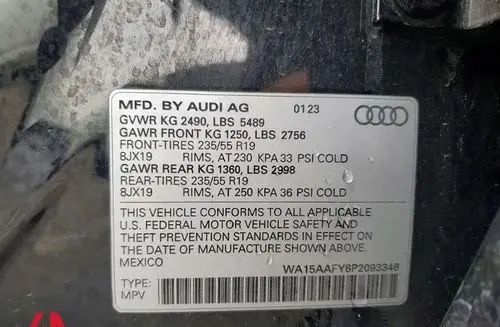 MFD. BY AUDI AG 01 23
GVWR KG 2490, LBS 5489
GAWR FRONT KG 1250, LBS 2756
FRONT-TIRES 235/55 R19
8JX19 RIMS, AT 230 KPA 33 PSI COLD
GAWR REAR KG 1360, LBS 2998
REAR-TIRES 235/55 R19
8JX19 RIMS, AT 250 KPA 36 PSI COLD
THIS VEHICLE CONFORMS TO ALL APPLICABLE
U.S. FEDERAL MOTOR VEHICLE SAFETY AND
THEFT PREVENTION STANDARDS IN EFFECT ON
THE DATE OF MANUFACTURE SHOWN ABOVE.
MEXICO WA15AAFY6P2093346
TYPE:
MPV